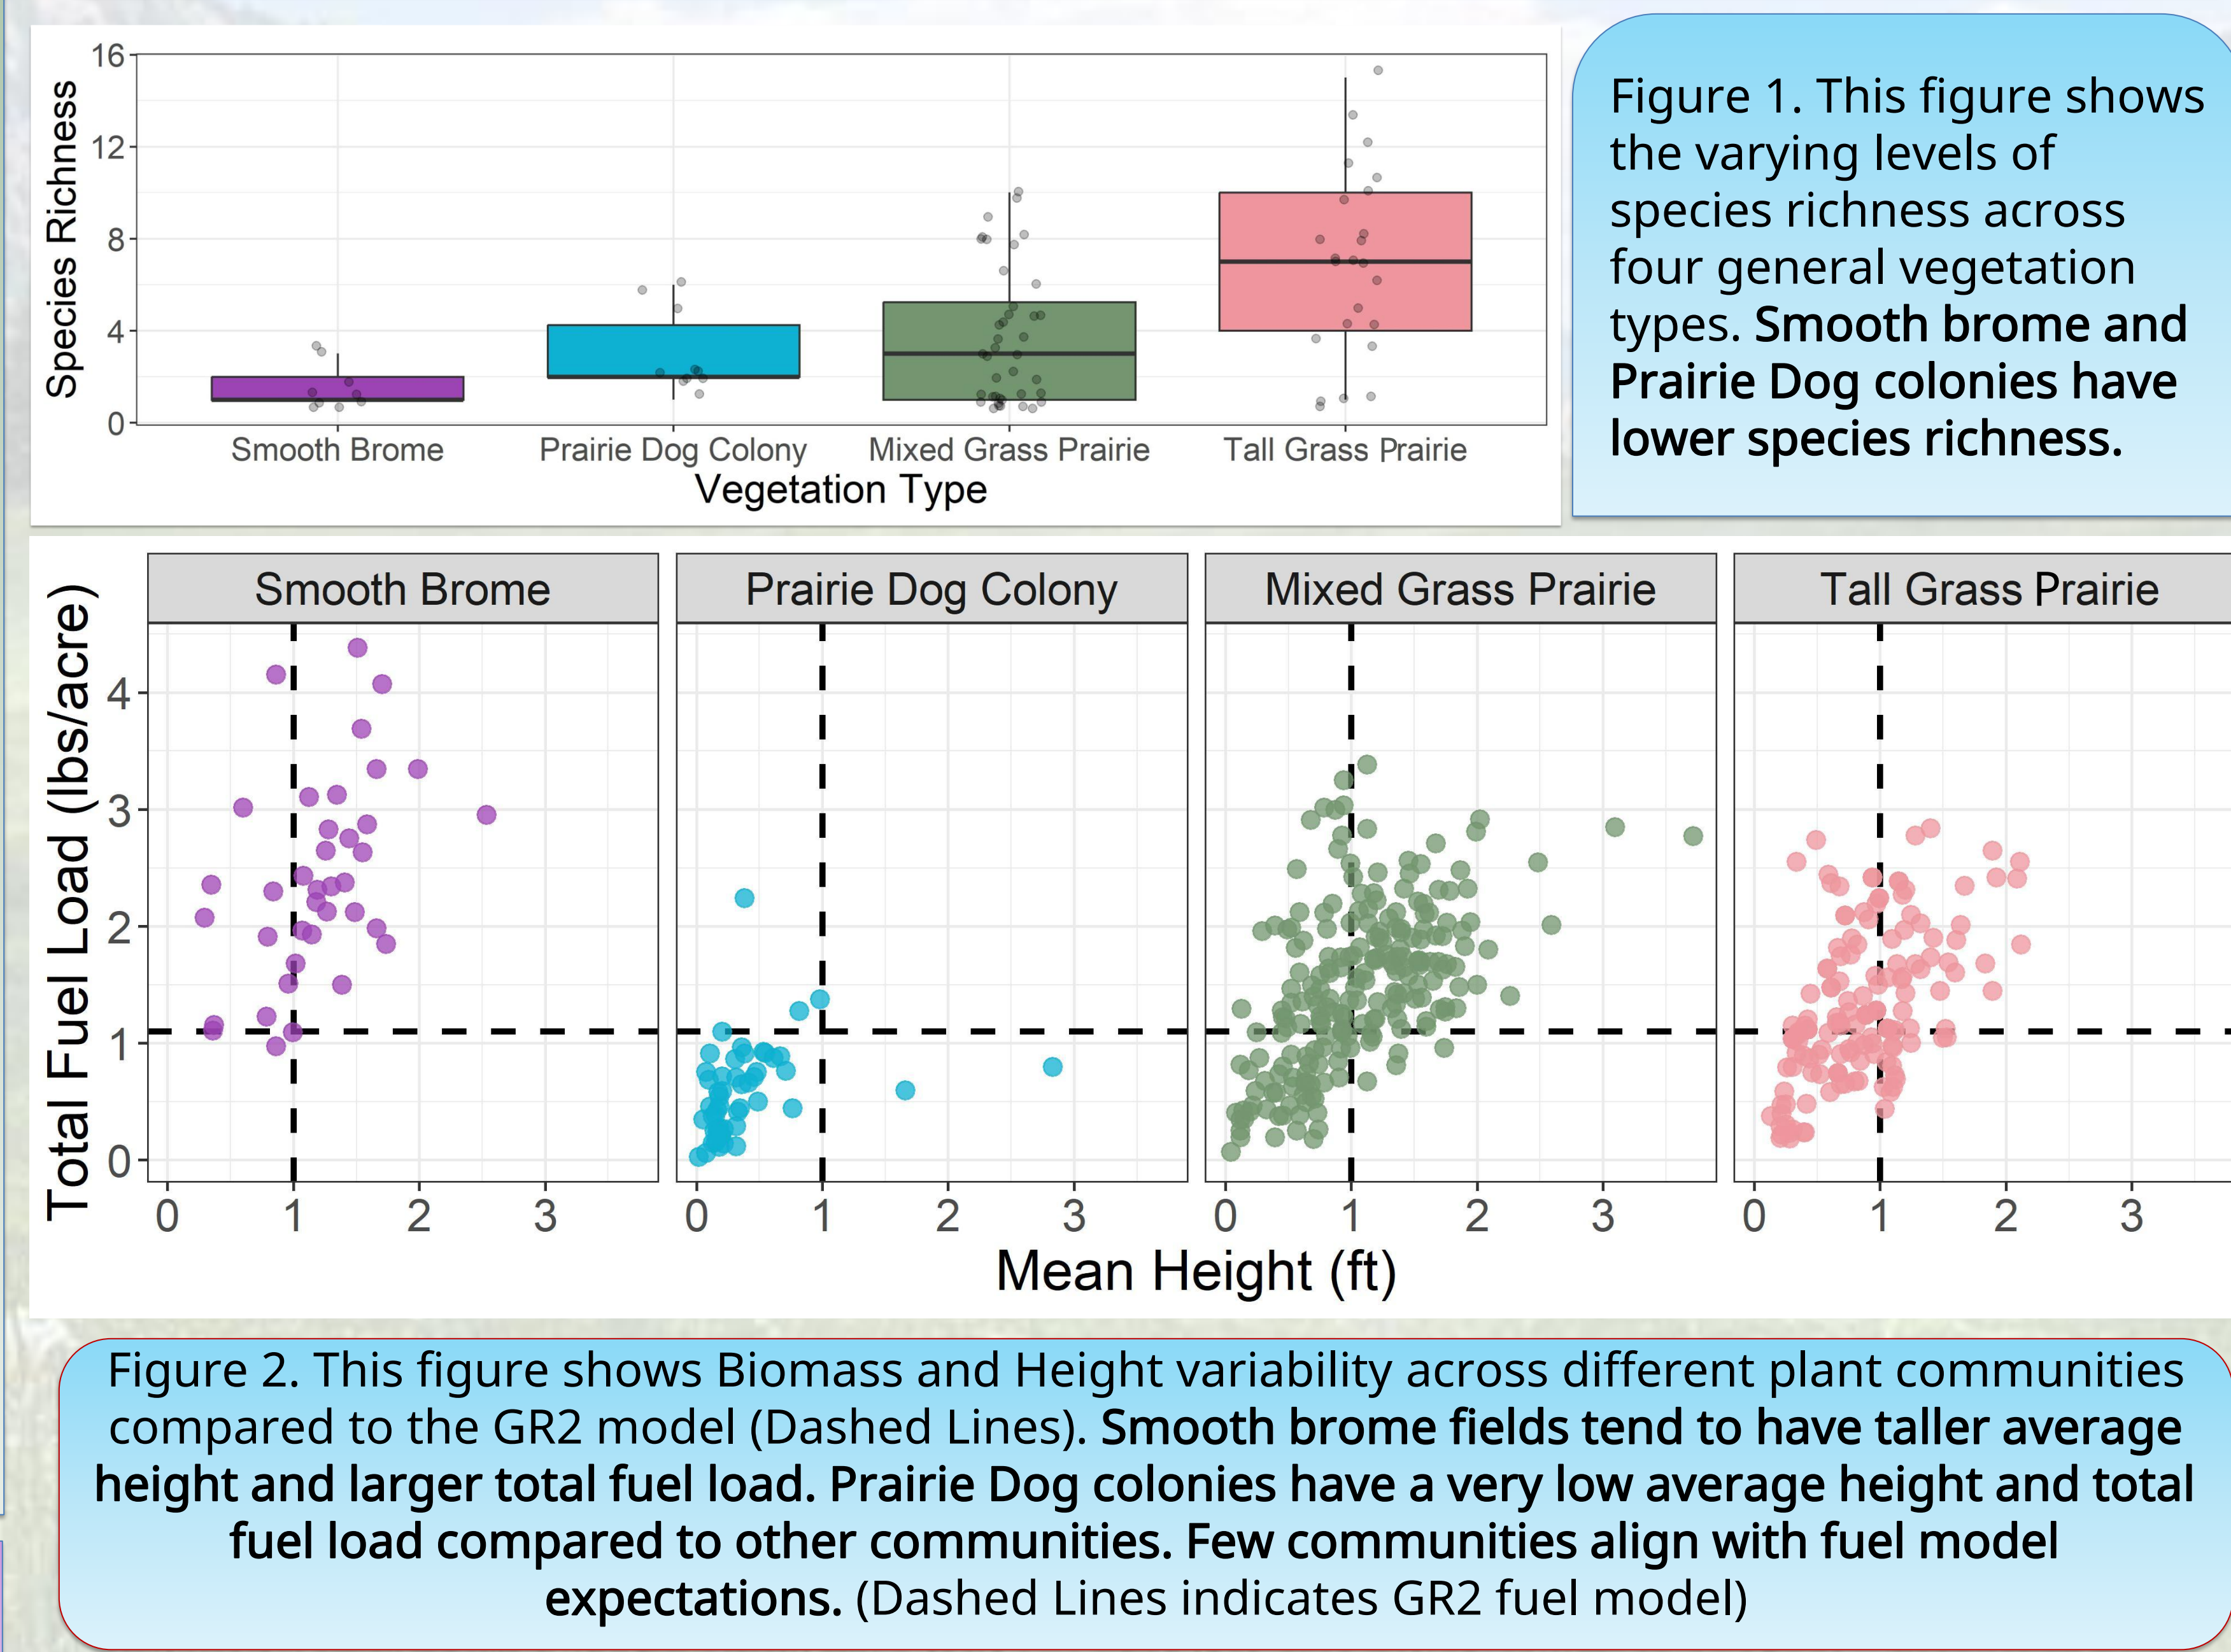 16
12
8
4
0
Species Richness
Smooth Brome
Prairie Dog Colony
Mixed Grass Prairie
Tall Grass Prairie
Vegetation Type
Figure 1. This figure shows
the varying levels of
species richness across
four general vegetation
types. Smooth brome and
Prairie Dog colonies have
lower species richness.
Smooth Brome
Prairie Dog Colony
Mixed Grass Prairie
Tall Grass Prairie
Total Fuel Load (lbs/acre)
4
3
2
1
0
0 1 2 3
0 1 2 3
0 1 2 3
0 1 2 3
Mean Height (ft)
Figure 2. This figure shows Biomass and Height variability across different plant communities
compared to the GR2 model (Dashed Lines). Smooth brome fields tend to have taller average
height and larger total fuel load. Prairie Dog colonies have a very low average height and total
fuel load compared to other communities. Few communities align with fuel model
expectations. (Dashed Lines indicates GR2 fuel model)